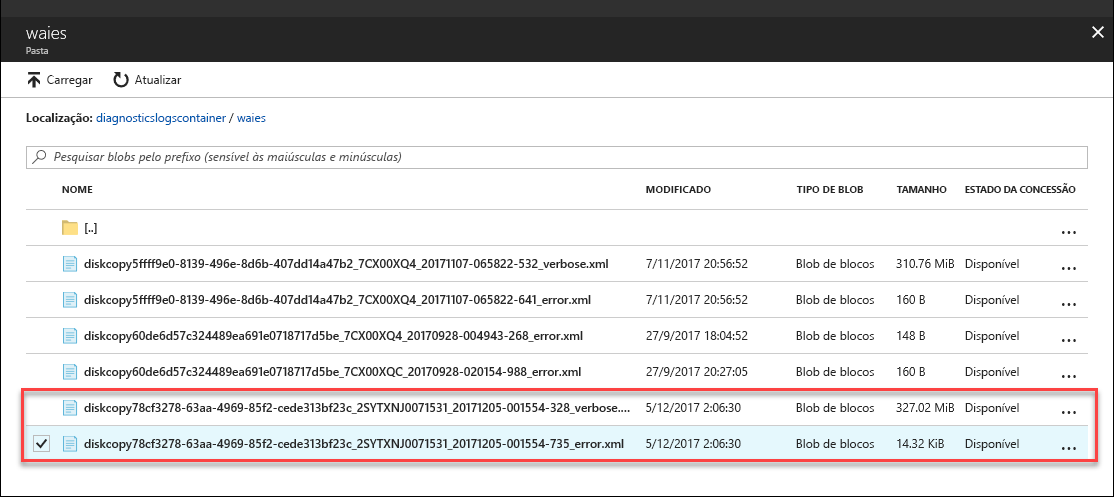 waies
Pasta
Carregar Atualizar
Localização: diagnosticslogscontainer / waies
Pesquisar blobs pelo prefixo (sensível às maiúsculas e minúsculas)
NOME MODIFICADO TIPO DE BLOB TAMANHO ESTADO DA CONCESSÃO
[..] ...
diskcopy5ffff9e0-8139-496e-8d6b-407dd14a47b2_7CX00XQ4_20171107-065822-532_verbose.xml 7/11/2017 20:56:52 Blob de blocos 310.76 MiB Disponível ...
diskcopy5ffff9e0-8139-496e-8d6b-407dd14a47b2_7CX00XQ4_20171107-065822-641_error.xml 7/11/2017 20:56:52 Blob de blocos 160 B Disponível ...
diskcopy60de6d57c324489ea691e0718717d5be_7CX00XQ4_20170928-004943-268_error.xml 27/9/2017 18:04:52 Blob de blocos 148 B Disponível ...
diskcopy60de6d57c324489ea691e0718717d5be_7CX00XQC_20170928-020154-988_error.xml 27/9/2017 20:27:05 Blob de blocos 160 B Disponível ...
diskcopy78cf3278-63aa-4969-85f2-cede313bf23c_2SYTXNJ0071531_20171205-001554-328_verbose.... 5/12/2017 2:06:30 Blob de blocos 327.02 MiB Disponível ...
diskcopy78cf3278-63aa-4969-85f2-cede313bf23c_2SYTXNJ0071531_20171205-001554-735_error.xml 5/12/2017 2:06:30 Blob de blocos 14.32 KiB Disponível ...